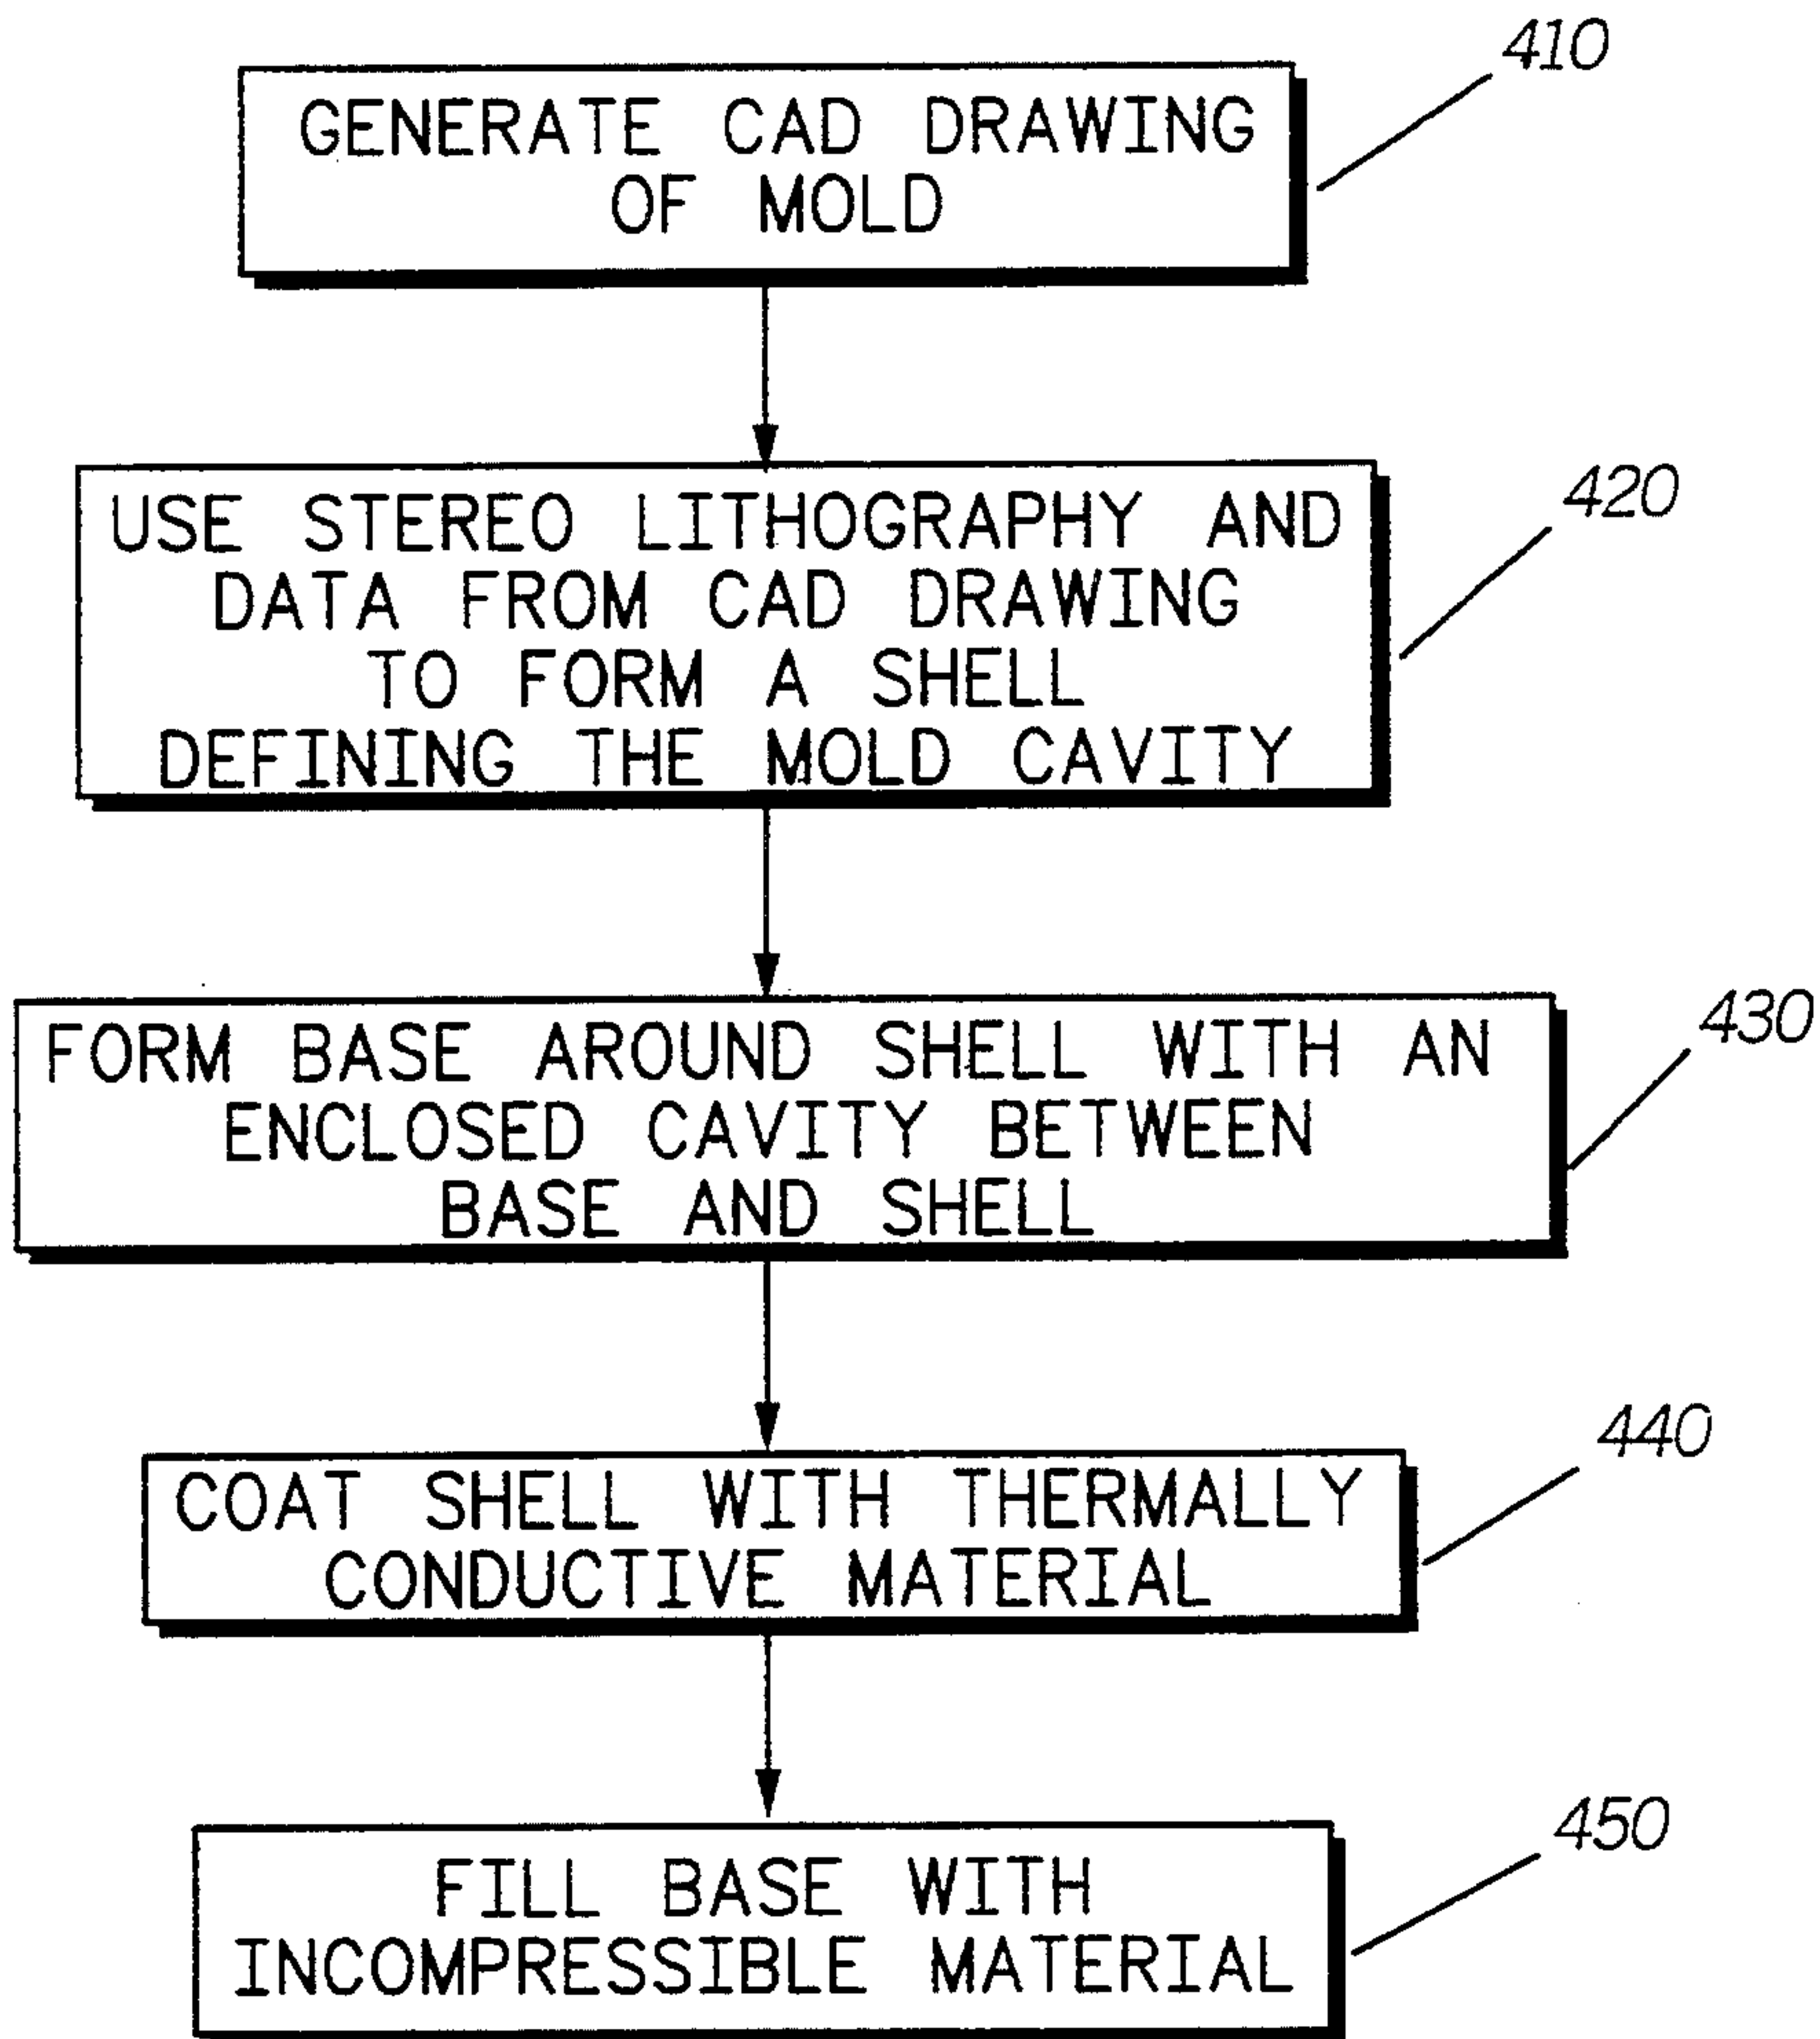 410
GENERATE CAD DRAWING
OF MOLD
420
USE STEREO LITHOGRAPHY AND
DATA FROM CAD DRAWING
TO FORM A SHELL
DEFINING THE MOLD CAVITY
430
FORM BASE AROUND SHELL WITH AN
ENCLOSED CAVITY BETWEEN
BASE AND SHELL
440
COAT SHELL WITH THERMALLY
CONDUCTIVE MATERIAL
450
FILL BASE WITH
INCOMPRESSIBLE MATERIAL